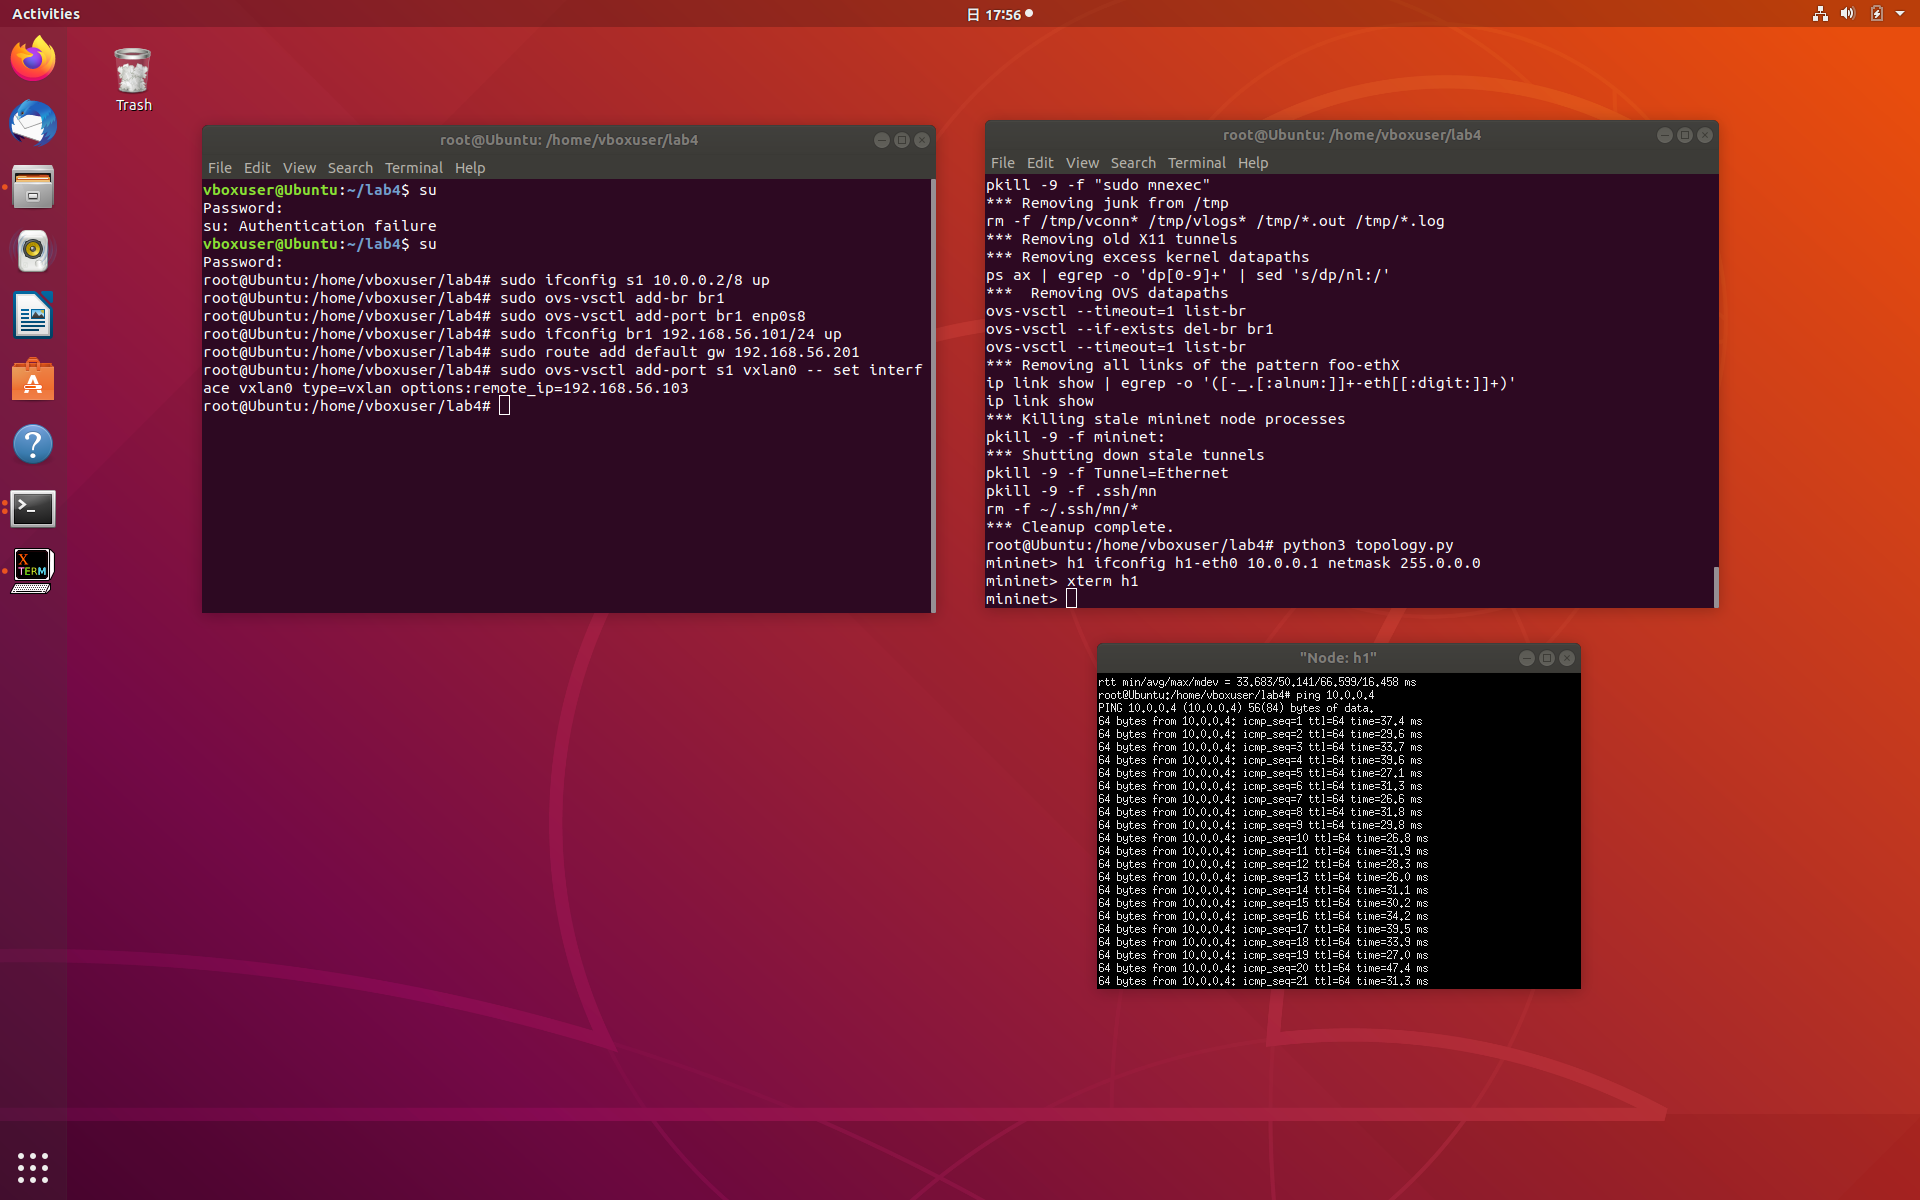 Activities
日 17:56
Trash
root@Ubuntu: /home/vboxuser/lab4
File Edit View Search Terminal Help
vboxuser@Ubuntu:~/lab4$ su
Password:
su: Authentication failure
vboxuser@Ubuntu:~/lab4$ su
Password:
root@Ubuntu:/home/vboxuser/lab4# sudo ifconfig s1 10.0.0.2/8 up
root@Ubuntu:/home/vboxuser/lab4# sudo ovs-vsctl add-br br1
root@Ubuntu:/home/vboxuser/lab4# sudo ovs-vsctl add-port br1 enp0s8
root@Ubuntu:/home/vboxuser/lab4# sudo ifconfig br1 192.168.56.101/24 up
root@Ubuntu:/home/vboxuser/lab4# sudo route add default gw 192.168.56.201
root@Ubuntu:/home/vboxuser/lab4# sudo ovs-vsctl add-port s1 vxlan0 -- set interf
ace vxlan0 type=vxlan options:remote_ip=192.168.56.103
root@Ubuntu:/home/vboxuser/lab4#
root@Ubuntu: /home/vboxuser/lab4
File Edit View Search Terminal Help
pkill -9 -f "sudo mnexec"
*** Removing junk from /tmp
rm -f /tmp/vconn* /tmp/vlogs* /tmp/*.out /tmp/*.log
*** Removing old X11 tunnels
*** Removing excess kernel datapaths
ps ax | egrep -o 'dp[0-9]+' | sed 's/dp/nl:/'
***  Removing OVS datapaths
ovs-vsctl --timeout=1 list-br
ovs-vsctl --if-exists del-br br1
ovs-vsctl --timeout=1 list-br
*** Removing all links of the pattern foo-ethX
ip link show | egrep -o '([-_.[:alnum:]]+-eth[[:digit:]]+)'
ip link show
*** Killing stale mininet node processes
pkill -9 -f mininet:
*** Shutting down stale tunnels
pkill -9 -f Tunnel=Ethernet
pkill -9 -f .ssh/mn
rm -f ~/.ssh/mn/*
*** Cleanup complete.
root@Ubuntu:/home/vboxuser/lab4# python3 topology.py
mininet> h1 ifconfig h1-eth0 10.0.0.1 netmask 255.0.0.0
mininet> xterm h1
mininet>
X
TERM
"Node: h1"
rtt min/avg/max/mdev = 33.683/50.141/66.599/16.458 ms
root@Ubuntu:/home/vboxuser/lab4# ping 10.0.0.4
PING 10.0.0.4 (10.0.0.4) 56(84) bytes of data.
64 bytes from 10.0.0.4: icmp_seq=1 ttl=64 time=37.4 ms
64 bytes from 10.0.0.4: icmp_seq=2 ttl=64 time=29.6 ms
64 bytes from 10.0.0.4: icmp_seq=3 ttl=64 time=33.7 ms
64 bytes from 10.0.0.4: icmp_seq=4 ttl=64 time=39.6 ms
64 bytes from 10.0.0.4: icmp_seq=5 ttl=64 time=27.1 ms
64 bytes from 10.0.0.4: icmp_seq=6 ttl=64 time=31.3 ms
64 bytes from 10.0.0.4: icmp_seq=7 ttl=64 time=26.6 ms
64 bytes from 10.0.0.4: icmp_seq=8 ttl=64 time=31.8 ms
64 bytes from 10.0.0.4: icmp_seq=9 ttl=64 time=29.8 ms
64 bytes from 10.0.0.4: icmp_seq=10 ttl=64 time=26.8 ms
64 bytes from 10.0.0.4: icmp_seq=11 ttl=64 time=31.9 ms
64 bytes from 10.0.0.4: icmp_seq=12 ttl=64 time=28.3 ms
64 bytes from 10.0.0.4: icmp_seq=13 ttl=64 time=26.0 ms
64 bytes from 10.0.0.4: icmp_seq=14 ttl=64 time=31.1 ms
64 bytes from 10.0.0.4: icmp_seq=15 ttl=64 time=30.2 ms
64 bytes from 10.0.0.4: icmp_seq=16 ttl=64 time=34.2 ms
64 bytes from 10.0.0.4: icmp_seq=17 ttl=64 time=39.5 ms
64 bytes from 10.0.0.4: icmp_seq=18 ttl=64 time=33.9 ms
64 bytes from 10.0.0.4: icmp_seq=19 ttl=64 time=27.0 ms
64 bytes from 10.0.0.4: icmp_seq=20 ttl=64 time=47.4 ms
64 bytes from 10.0.0.4: icmp_seq=21 ttl=64 time=31.3 ms